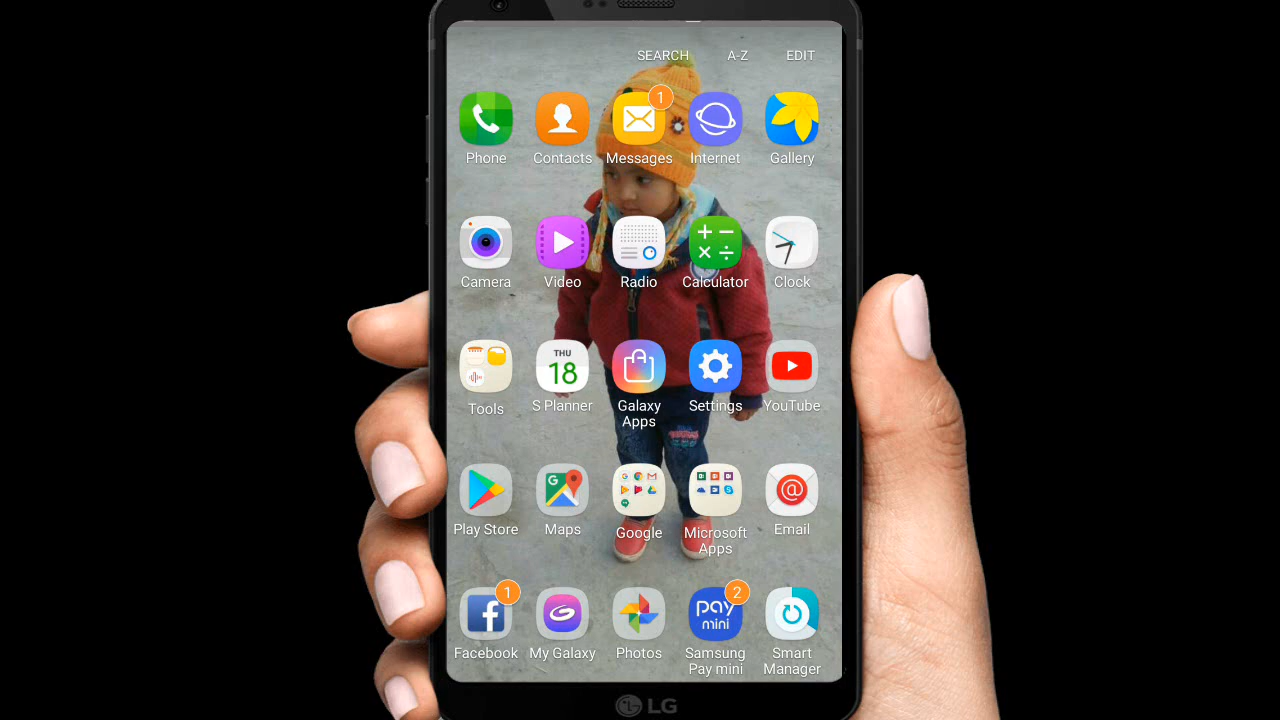 SEARCH A-Z EDIT
1
Phone Contacts Messages Internet Gallery
Camera Video Radio Calculator Clock
THU
18
Tools S Planner Galaxy Settings YouTube
Apps
G
@
Play Store Maps Google Microsoft Email
Apps
1 2
f pay
mini
Facebook My Galaxy Photos Samsung Smart
Pay mini Manager
LG